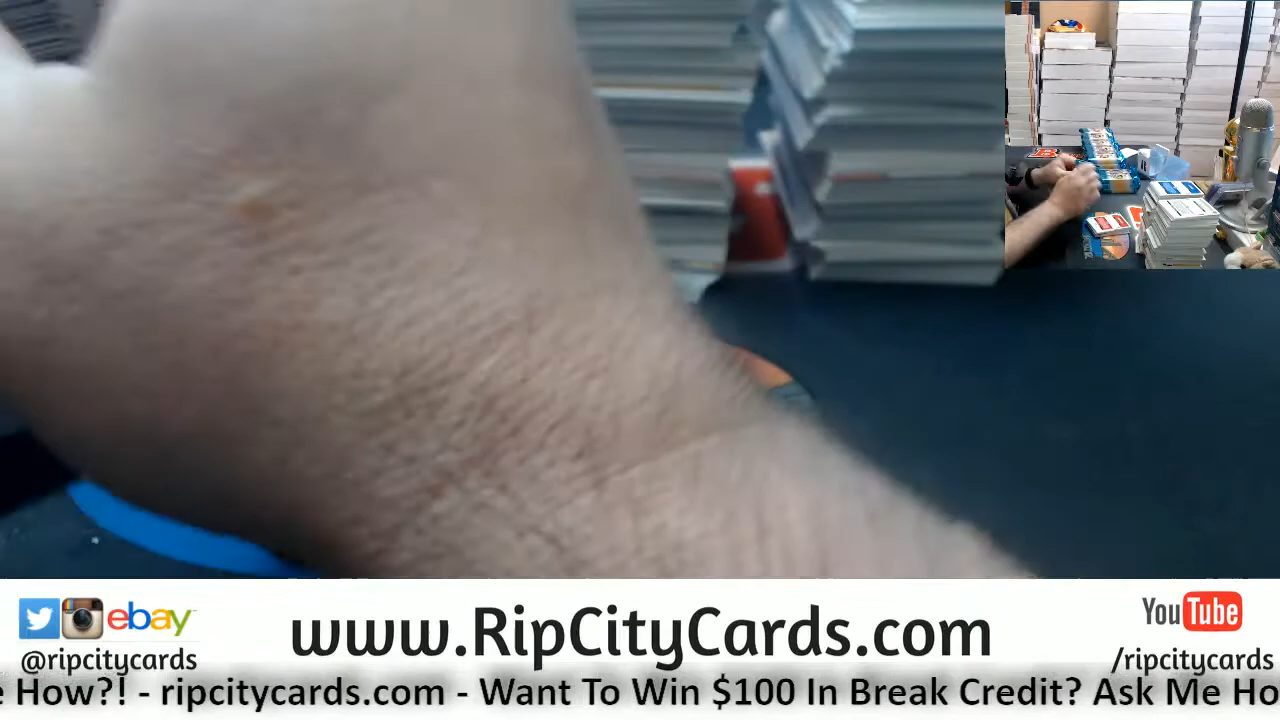 ebay
@ripcitycards
www.RipCityCards.com
YouTube
/ripcitycards
e How?! - ripcitycards.com - Want To Win $100 In Break Credit? Ask Me Ho